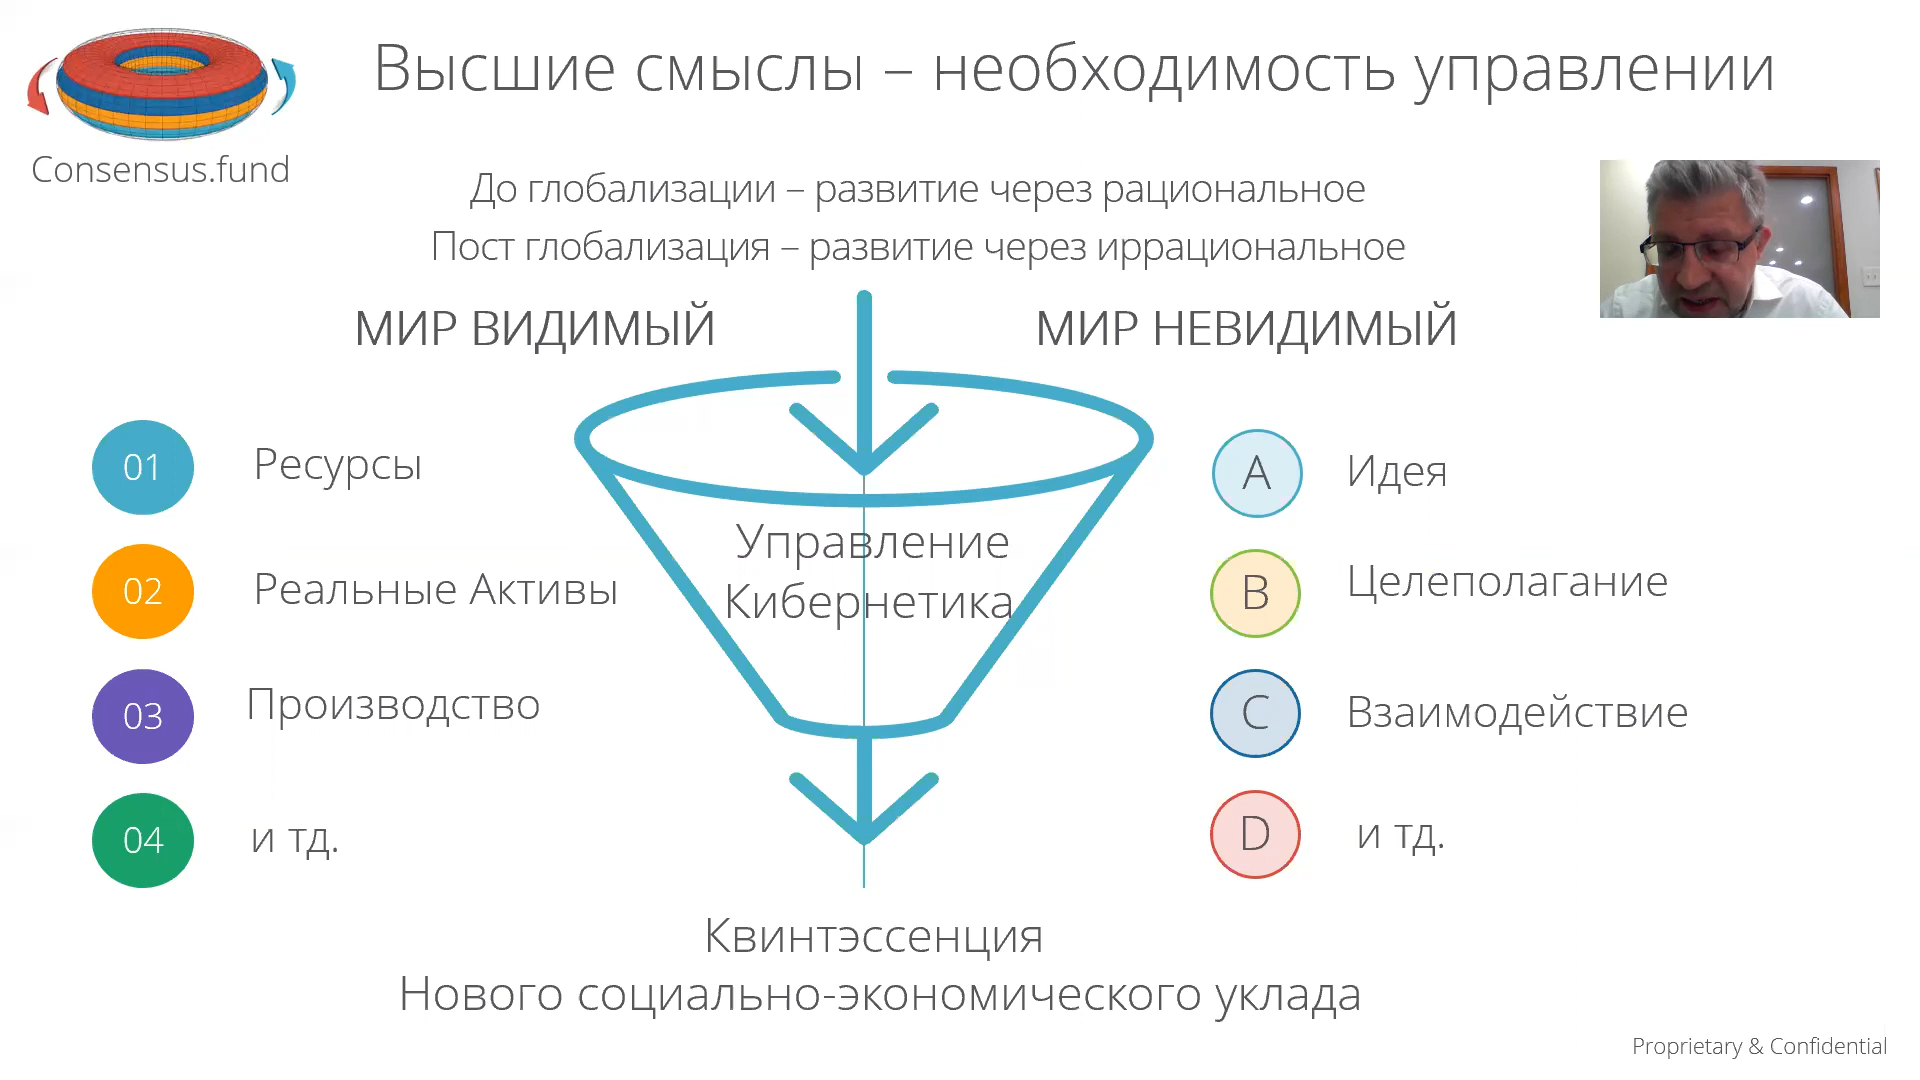 Высшие смыслы – необходимость управлении
Consensus.fund
До глобализации – развитие через рациональное
Пост глобализация – развитие через иррациональное
МИР ВИДИМЫЙ
МИР НЕВИДИМЫЙ
01 Ресурсы
02 Реальные Активы
03 Производство
04 и тд.
Управление
Кибернетика
A Идея
B Целеполагание
C Взаимодействие
D и тд.
Квинтэссенция
Нового социально-экономического уклада
Proprietary & Confidential